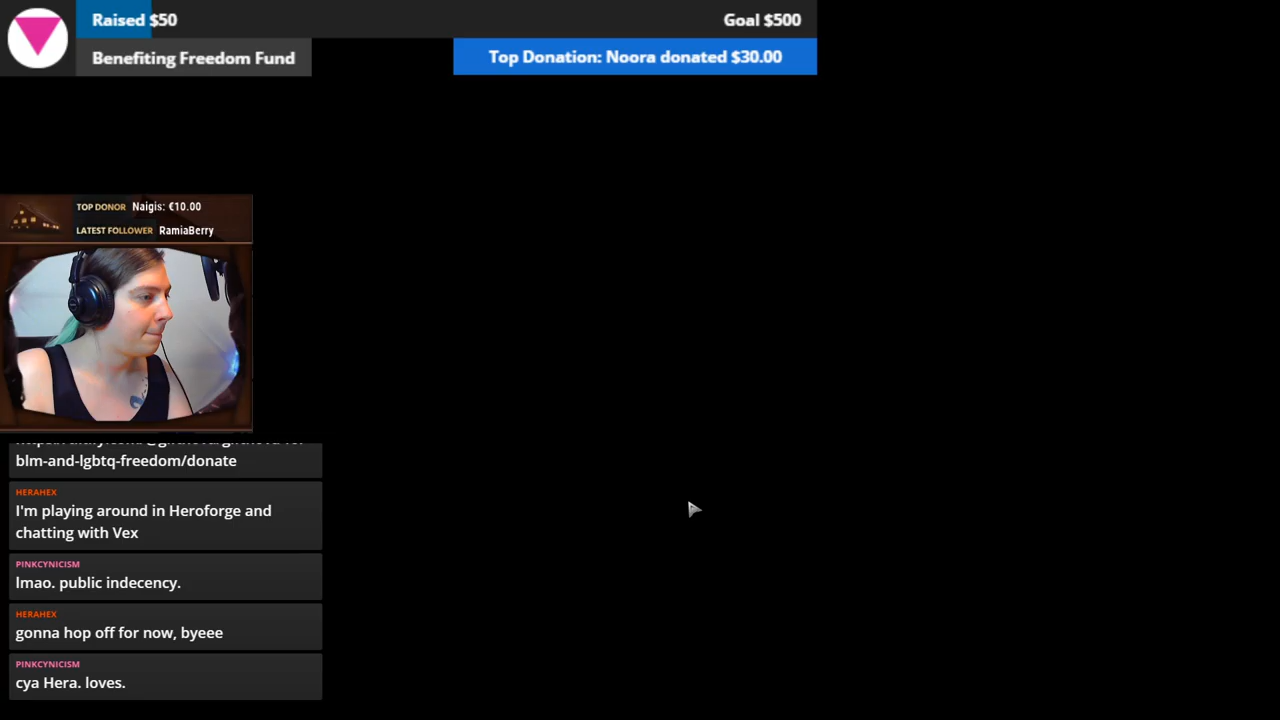 Raised $50
Goal $500
Benefiting Freedom Fund
Top Donation: Noora donated $30.00
TOP DONOR Naigis: €10.00
LATEST FOLLOWER RamiaBerry
blm-and-lgbtq-freedom/donate
HERAHEX
I'm playing around in Heroforge and
chatting with Vex
PINKCYNICISM
lmao. public indecency.
HERAHEX
gonna hop off for now, byeee
PINKCYNICISM
cya Hera. loves.